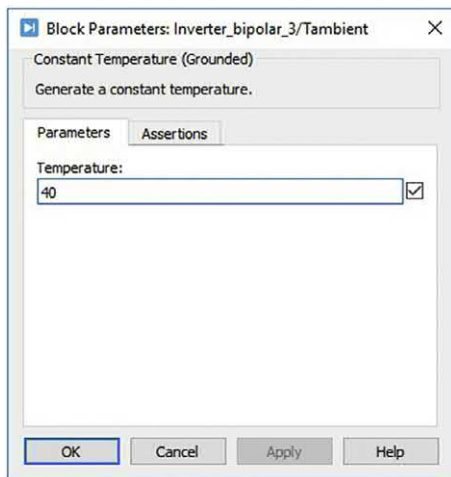 Block Parameters: Inverter_bipolar_3/Tambient
Constant Temperature (Grounded)
Generate a constant temperature.
Parameters Assertions
Temperature:
40
OK Cancel Apply Help